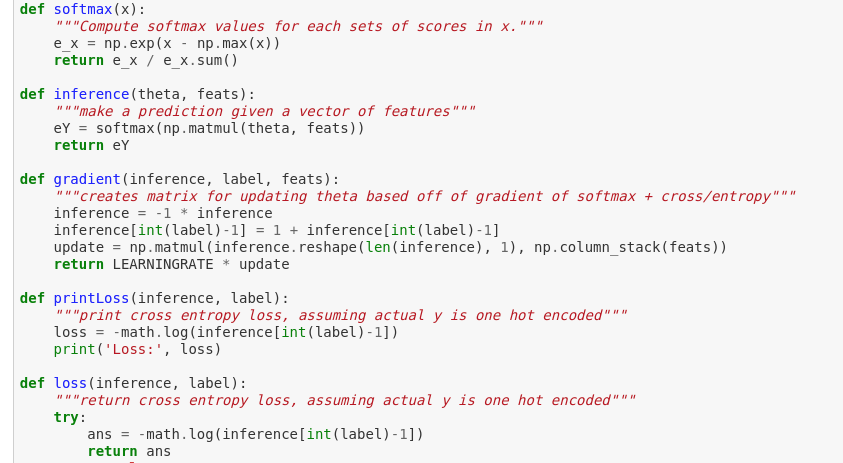 def softmax(x):
    """Compute softmax values for each sets of scores in x."""
    e_x = np.exp(x - np.max(x))
    return e_x / e_x.sum()

def inference(theta, feats):
    """make a prediction given a vector of features"""
    eY = softmax(np.matmul(theta, feats))
    return eY

def gradient(inference, label, feats):
    """creates matrix for updating theta based off of gradient of softmax + cross/entropy"""
    inference = -1 * inference
    inference[int(label)-1] = 1 + inference[int(label)-1]
    update = np.matmul(inference.reshape(len(inference), 1), np.column_stack(feats))
    return LEARNINGRATE * update

def printLoss(inference, label):
    """print cross entropy loss, assuming actual y is one hot encoded"""
    loss = -math.log(inference[int(label)-1])
    print('Loss:', loss)

def loss(inference, label):
    """return cross entropy loss, assuming actual y is one hot encoded"""
    try:
        ans = -math.log(inference[int(label)-1])
        return ans